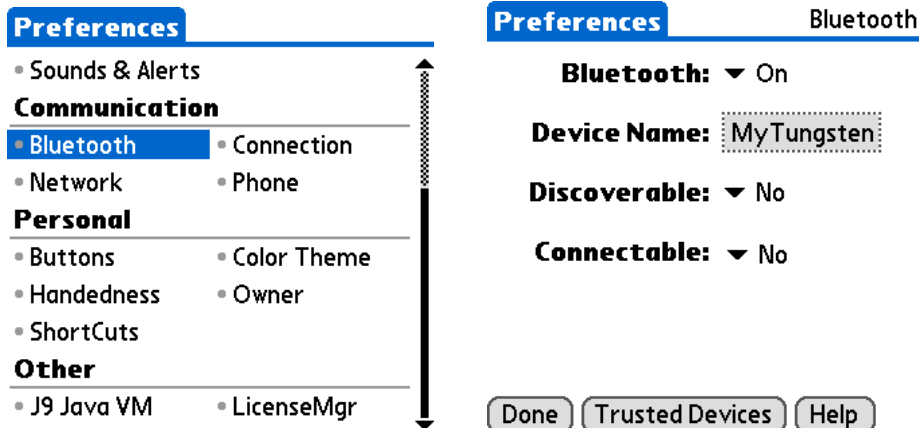 Preferences
Sounds & Alerts
Communication
Bluetooth Connection
Network Phone
Personal
Buttons Color Theme
Handedness Owner
ShortCuts
Other
J9 Java VM LicenseMgr
Preferences Bluetooth
Bluetooth: On
Device Name: MyTungsten
Discoverable: No
Connectable: No
Done Trusted Devices Help